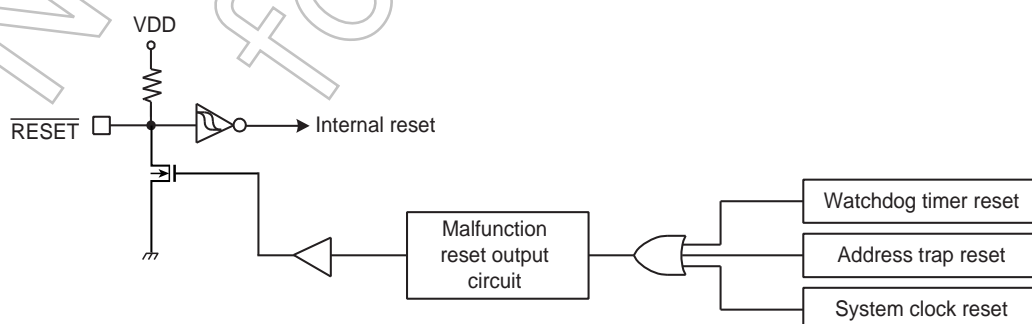 VDD
RESET
Internal reset
Watchdog timer reset
Malfunction
reset output
circuit
Address trap reset
System clock reset